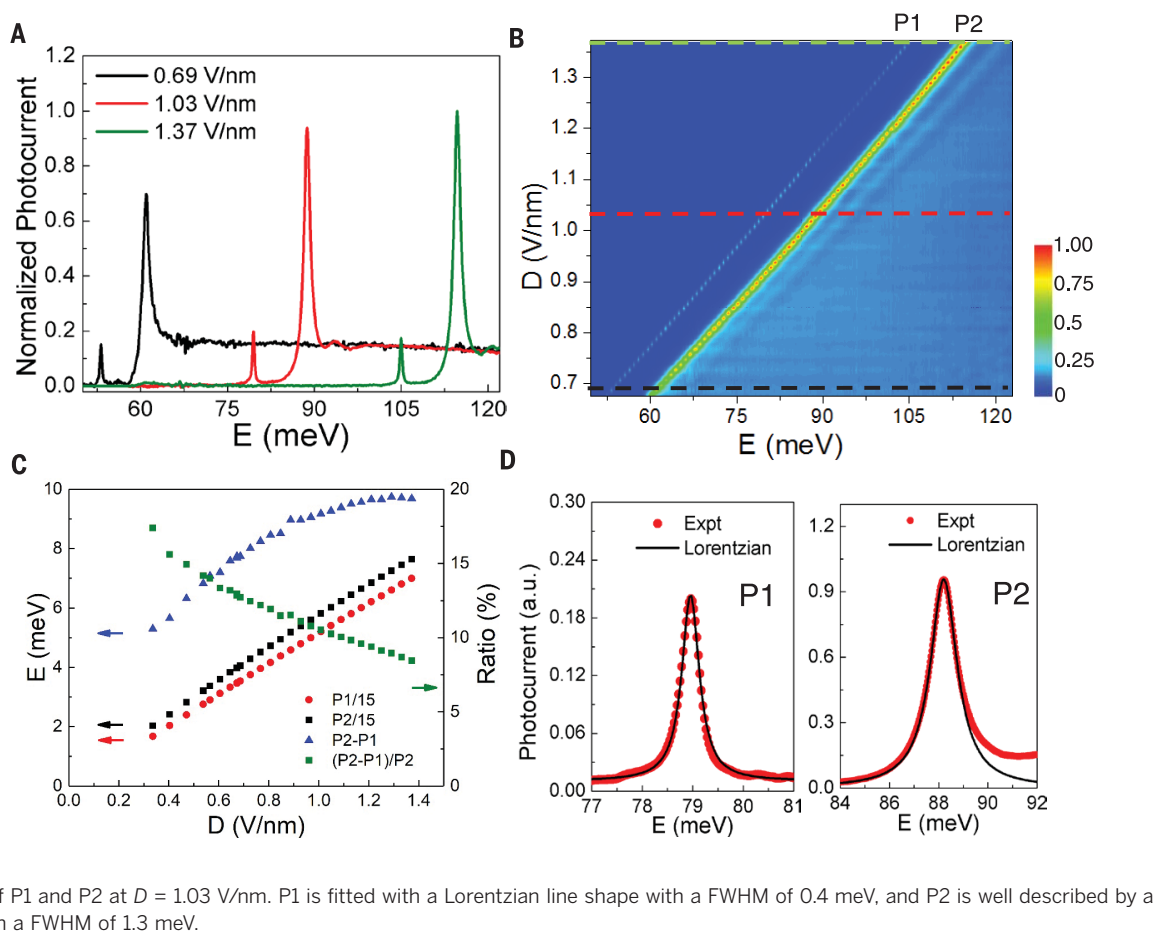 A
Normalized Photocurrent
1.2
1.0
0.8
0.6
0.4
0.2
0.0
0.69 V/nm
1.03 V/nm
1.37 V/nm
60
75
90
105
122
E (meV)
B
P1
P2
D (V/nm)
1.3
1.2
1.1
1.0
0.9
0.8
0.7
60
75
90
105
120
E (meV)
1.00
0.75
0.5
0.25
0
C
E (meV)
10
8
6
4
2
0
0.0
0.2
0.4
0.6
0.8
1.0
1.2
1.4
D (V/nm)
P1/15
P2/15
P2-P1
(P2-P1)/P2
20
15
10
5
0
Ratio (%)
D
Photocurrent (a.u.)
0.30
0.24
0.18
0.12
0.06
0.00
Expt
Lorentzian
P1
77
78
79
80
81
E (meV)
1.2
0.9
0.6
0.3
0.0
Expt
Lorentzian
P2
84
86
88
90
92
E (meV)
f P1 and P2 at D = 1.03 V/nm. P1 is fitted with a Lorentzian line shape with a FWHM of 0.4 meV, and P2 is well described by a
a FWHM of 1.3 meV.